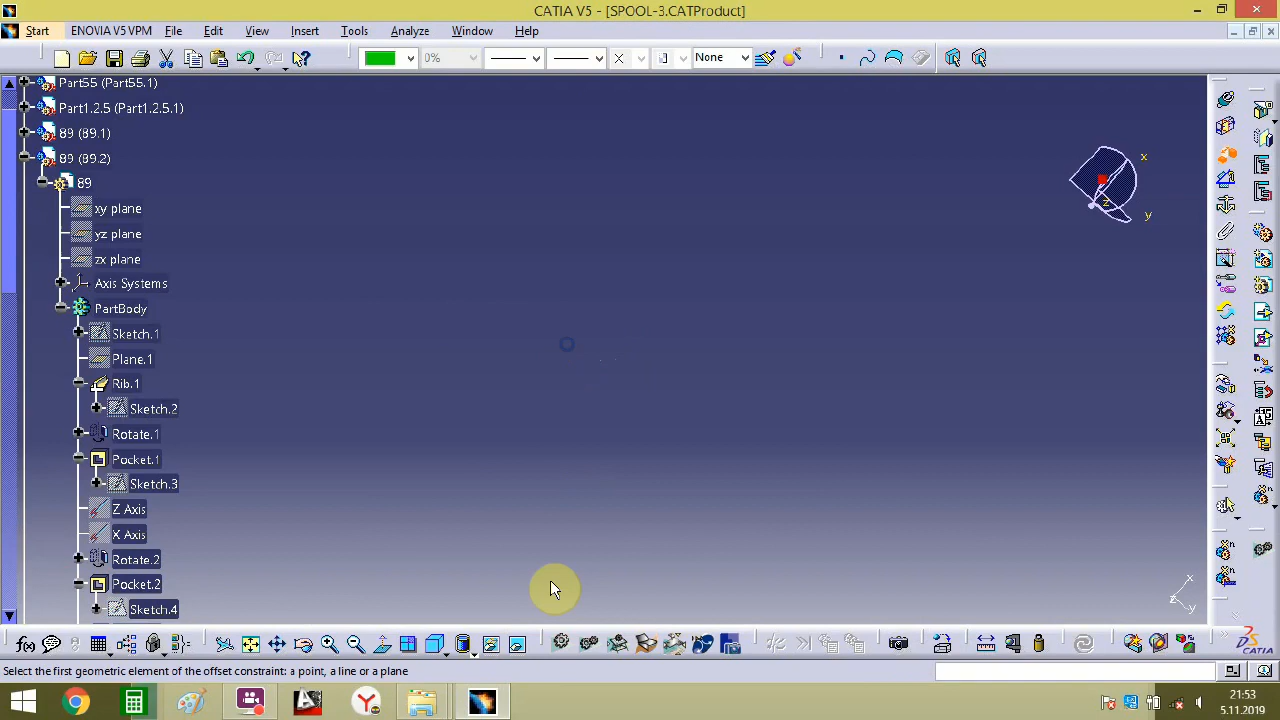 CATIA V5 - [SPOOL-3.CATProduct]
Start ENOVIA V5 VPM File Edit View Insert Tools Analyze Window Help
0% None
Part55 (Part55.1)
Part1.2.5 (Part1.2.5.1)
89 (89.1)
89 (89.2)
89
xy plane
yz plane
zx plane
Axis Systems
PartBody
Sketch.1
Plane.1
Rib.1
Sketch.2
Rotate.1
Pocket.1
Sketch.3
Z Axis
X Axis
Rotate.2
Pocket.2
Sketch.4
x
z
y
x
z y
Select the first geometric element of the offset constraint: a point, a line or a plane
21:53
5.11.2019